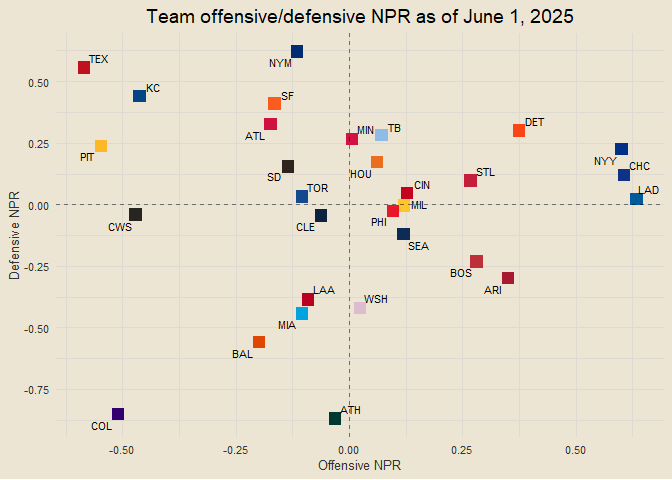 Team offensive/defensive NPR as of June 1, 2025
NYM
TEX
KC
0.50
SF
DET
MIN TB
ATL
0.25
PIT
NYY
HOU
CHC
SD
STL
CIN
TOR
LAD
0.00
MIL
PHI
CWS
CLE
SEA
Defensive NPR
-0.25
BOS
ARI
LAA
WSH
MIA
-0.50
BAL
-0.75
ATH
COL
-0.50 -0.25 0.00 0.25 0.50
Offensive NPR